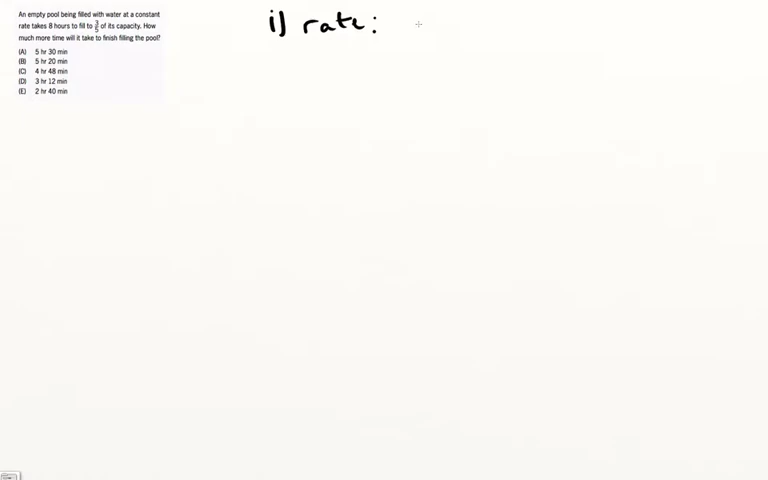 An empty pool being filled with water at a constant
rate takes 8 hours to fill to 3/5 of its capacity. How
much more time will it take to finish filling the pool?
(A) 5 hr 30 min
(B) 5 hr 20 min
(C) 4 hr 48 min
(D) 3 hr 12 min
(E) 2 hr 40 min
i) rate: